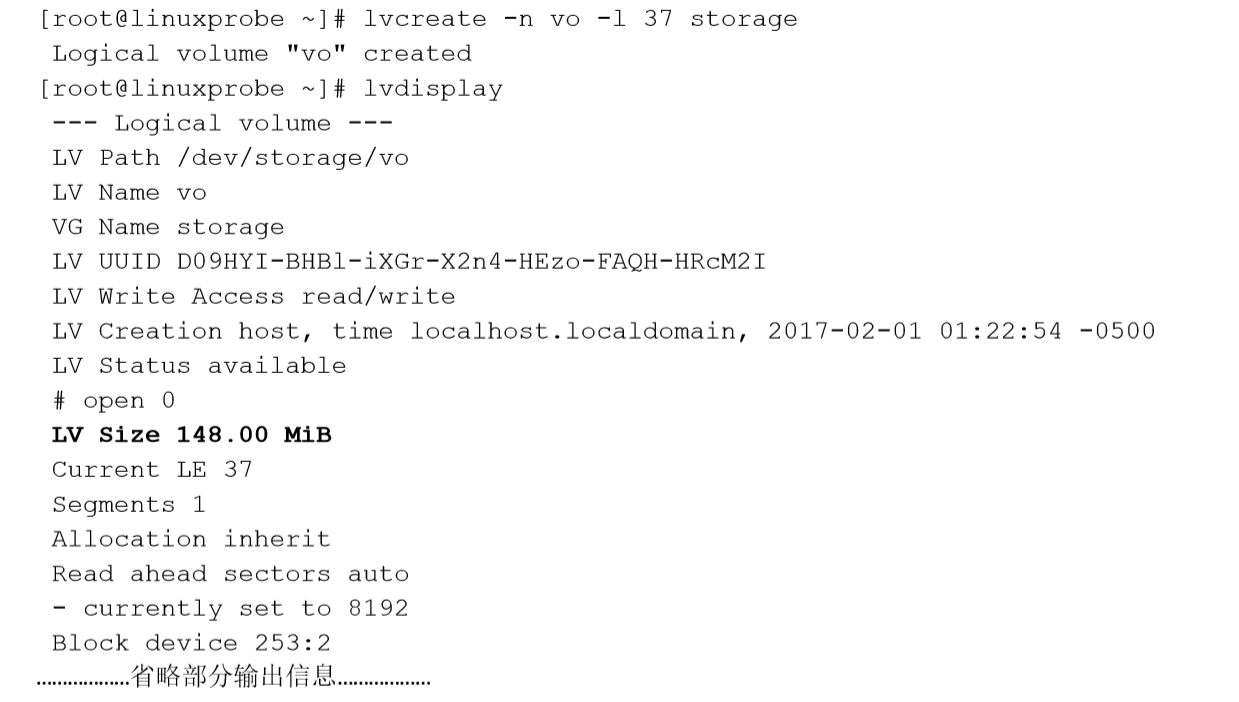 [root@linuxprobe ~]# lvcreate -n vo -l 37 storage
Logical volume "vo" created
[root@linuxprobe ~]# lvdisplay
--- Logical volume ---
LV Path /dev/storage/vo
LV Name vo
VG Name storage
LV UUID D09HYI-BHBl-iXGr-X2n4-HEzo-FAQH-HRcM2I
LV Write Access read/write
LV Creation host, time localhost.localdomain, 2017-02-01 01:22:54 -0500
LV Status available
# open 0
LV Size 148.00 MiB
Current LE 37
Segments 1
Allocation inherit
Read ahead sectors auto
- currently set to 8192
Block device 253:2
………………省略部分输出信息………………